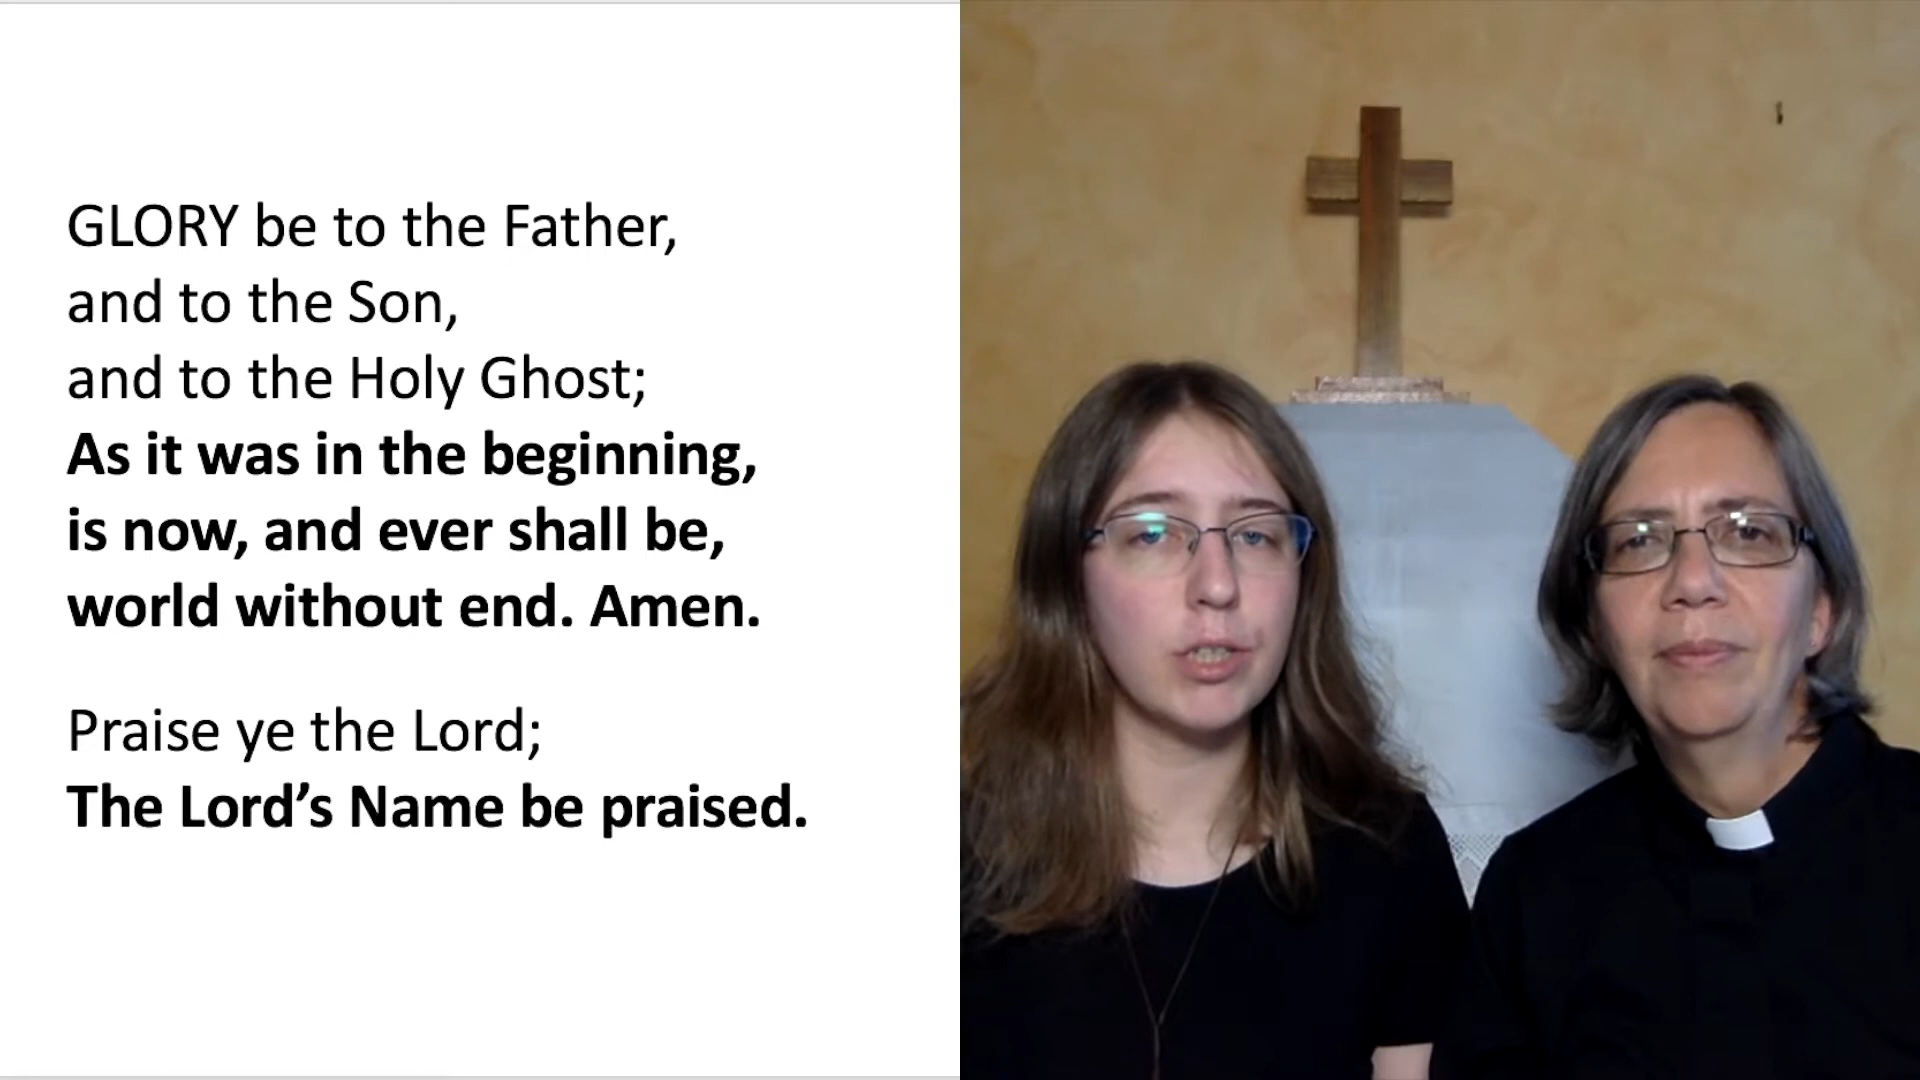 GLORY be to the Father,
and to the Son,
and to the Holy Ghost;
As it was in the beginning,
is now, and ever shall be,
world without end. Amen.
Praise ye the Lord;
The Lord’s Name be praised.